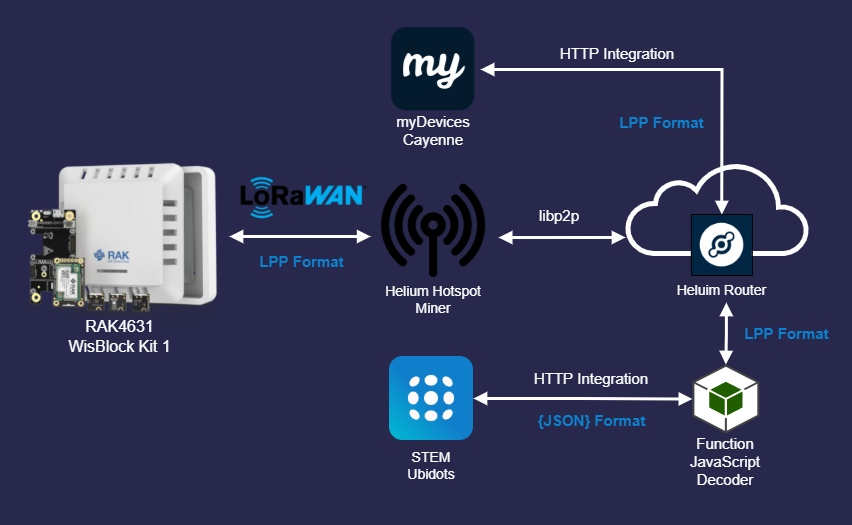 HTTP Integration
my
myDevices
Cayenne
LPP Format
LoRaWAN
LPP Format
libp2p
RAK
Helium Hotspot
Miner
Heluim Router
RAK4631
WisBlock Kit 1
LPP Format
HTTP Integration
{JSON} Format
STEM
Ubidots
Function
JavaScript
Decoder